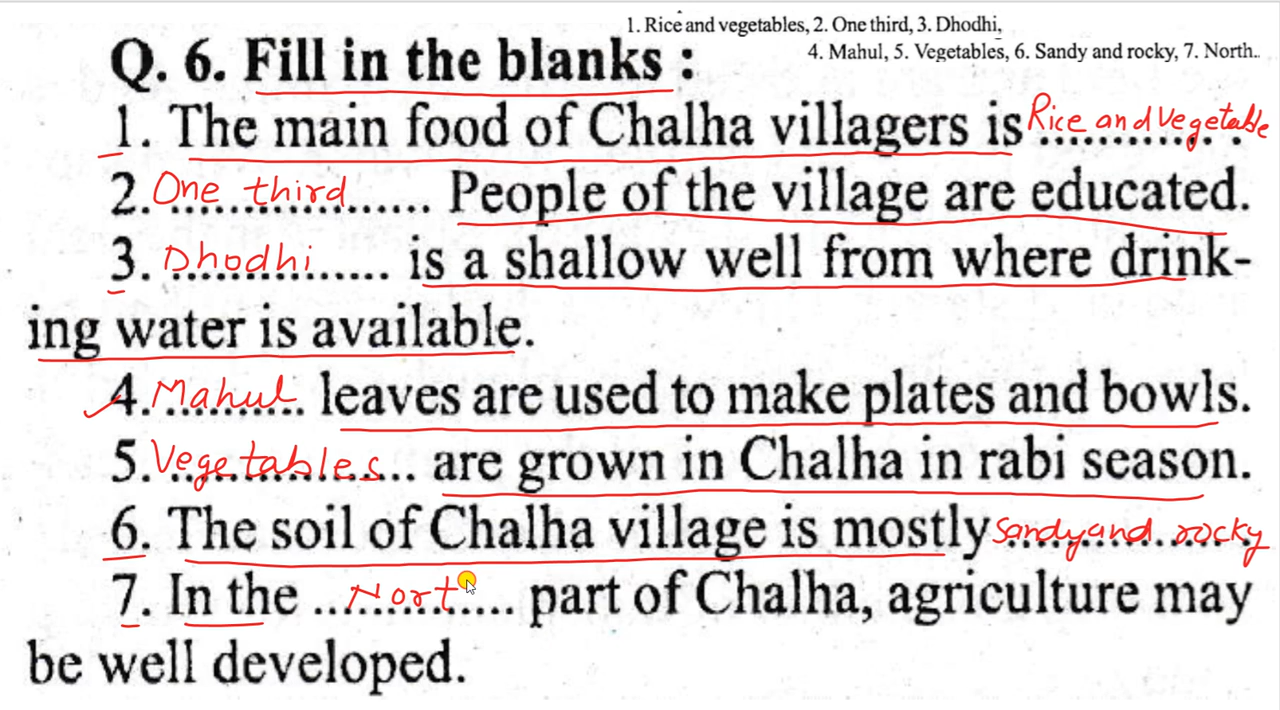 1. Rice and vegetables, 2. One third, 3. Dhodhi,
4. Mahul, 5. Vegetables, 6. Sandy and rocky, 7. North..
Q. 6. Fill in the blanks :
1. The main food of Chalha villagers is Rice and Vegetable ............. .
2. One third .................. People of the village are educated.
3. Dhodhi ............... is a shallow well from where drink-
ing water is available.
4. Mahul .......... leaves are used to make plates and bowls.
5. Vegetables ................ are grown in Chalha in rabi season.
6. The soil of Chalha village is mostly Sandy and rocky ............... .
7. In the .. Nort ............ part of Chalha, agriculture may
be well developed.